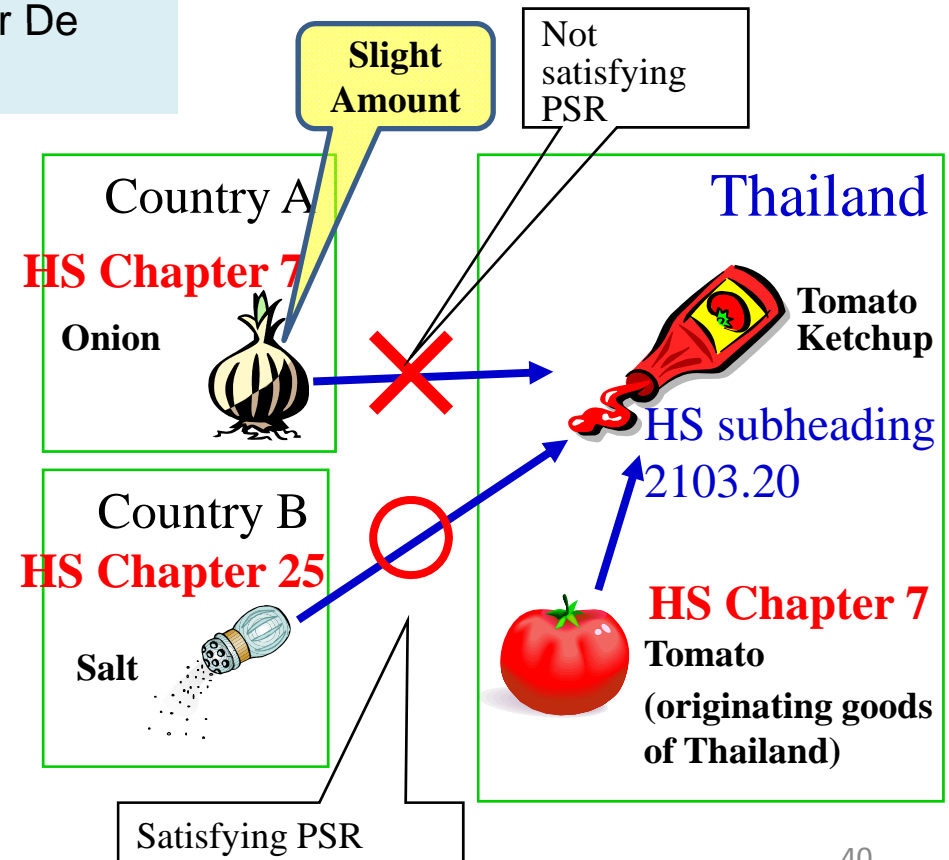 r De
Slight
Amount
Not
satisfying
PSR
Country A
HS Chapter 7
Onion
Thailand
Tomato
Ketchup
HS subheading
2103.20
Country B
HS Chapter 25
Salt
HS Chapter 7
Tomato
(originating goods
of Thailand)
Satisfying PSR
40